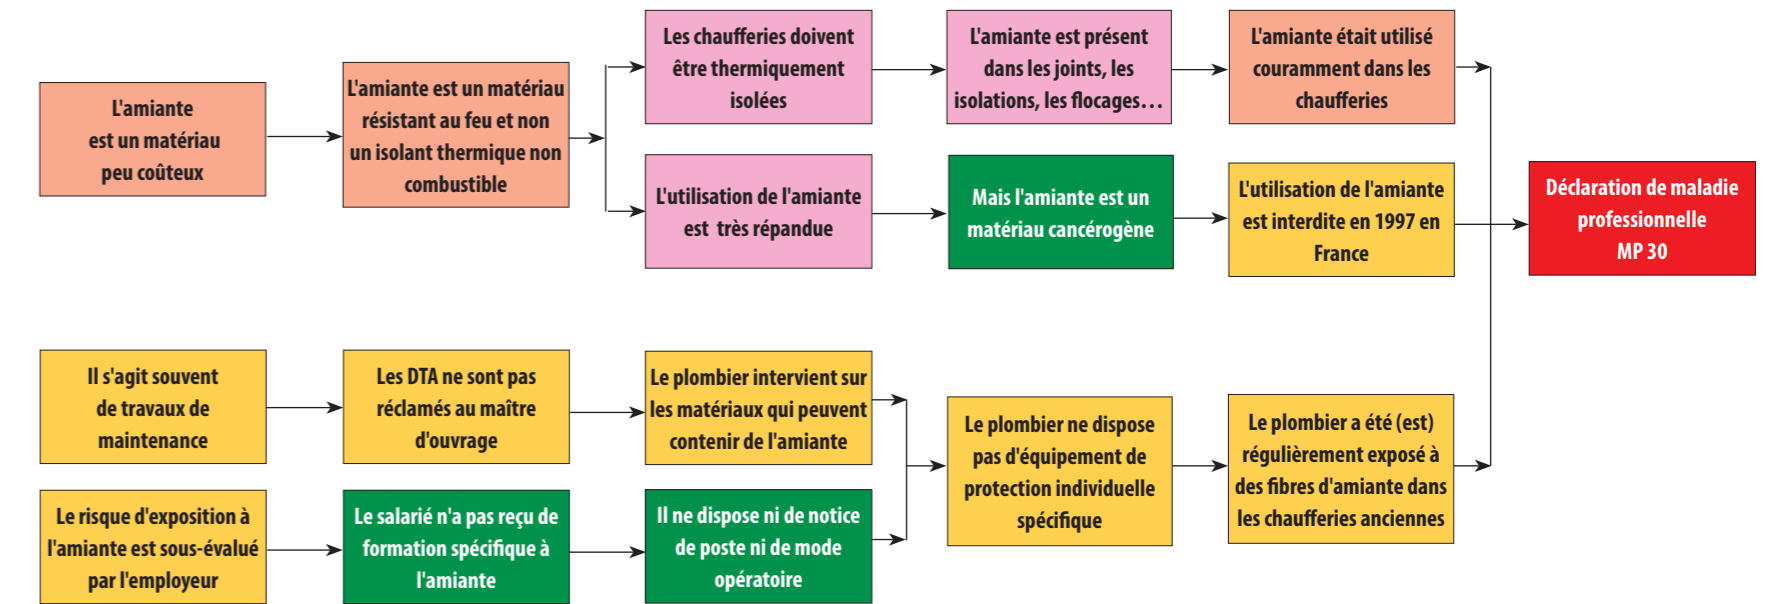 L'amiante
est un matériau
peu coûteux
L'amiante est un matériau
résistant au feu et non
un isolant thermique non
combustible
Les chaufferies doivent
être thermiquement
isolées
L'amiante est présent
dans les joints, les
isolations, les flocages…
L'amiante était utilisé
couramment dans les
chaufferies
L'utilisation de l'amiante
est très répandue
Mais l'amiante est un
matériau cancérogène
L'utilisation de l'amiante
est interdite en 1997 en
France
Déclaration de maladie
professionnelle
MP 30
Il s'agit souvent
de travaux de
maintenance
Les DTA ne sont pas
réclamés au maître
d'ouvrage
Le plombier intervient sur
les matériaux qui peuvent
contenir de l'amiante
Le risque d'exposition à
l'amiante est sous-évalué
par l'employeur
Le salarié n'a pas reçu de
formation spécifique à
l'amiante
Il ne dispose ni de notice
de poste ni de mode
opératoire
Le plombier ne dispose
pas d'équipement de
protection individuelle
spécifique
Le plombier a été (est)
régulièrement exposé à
des fibres d'amiante dans
les chaufferies anciennes